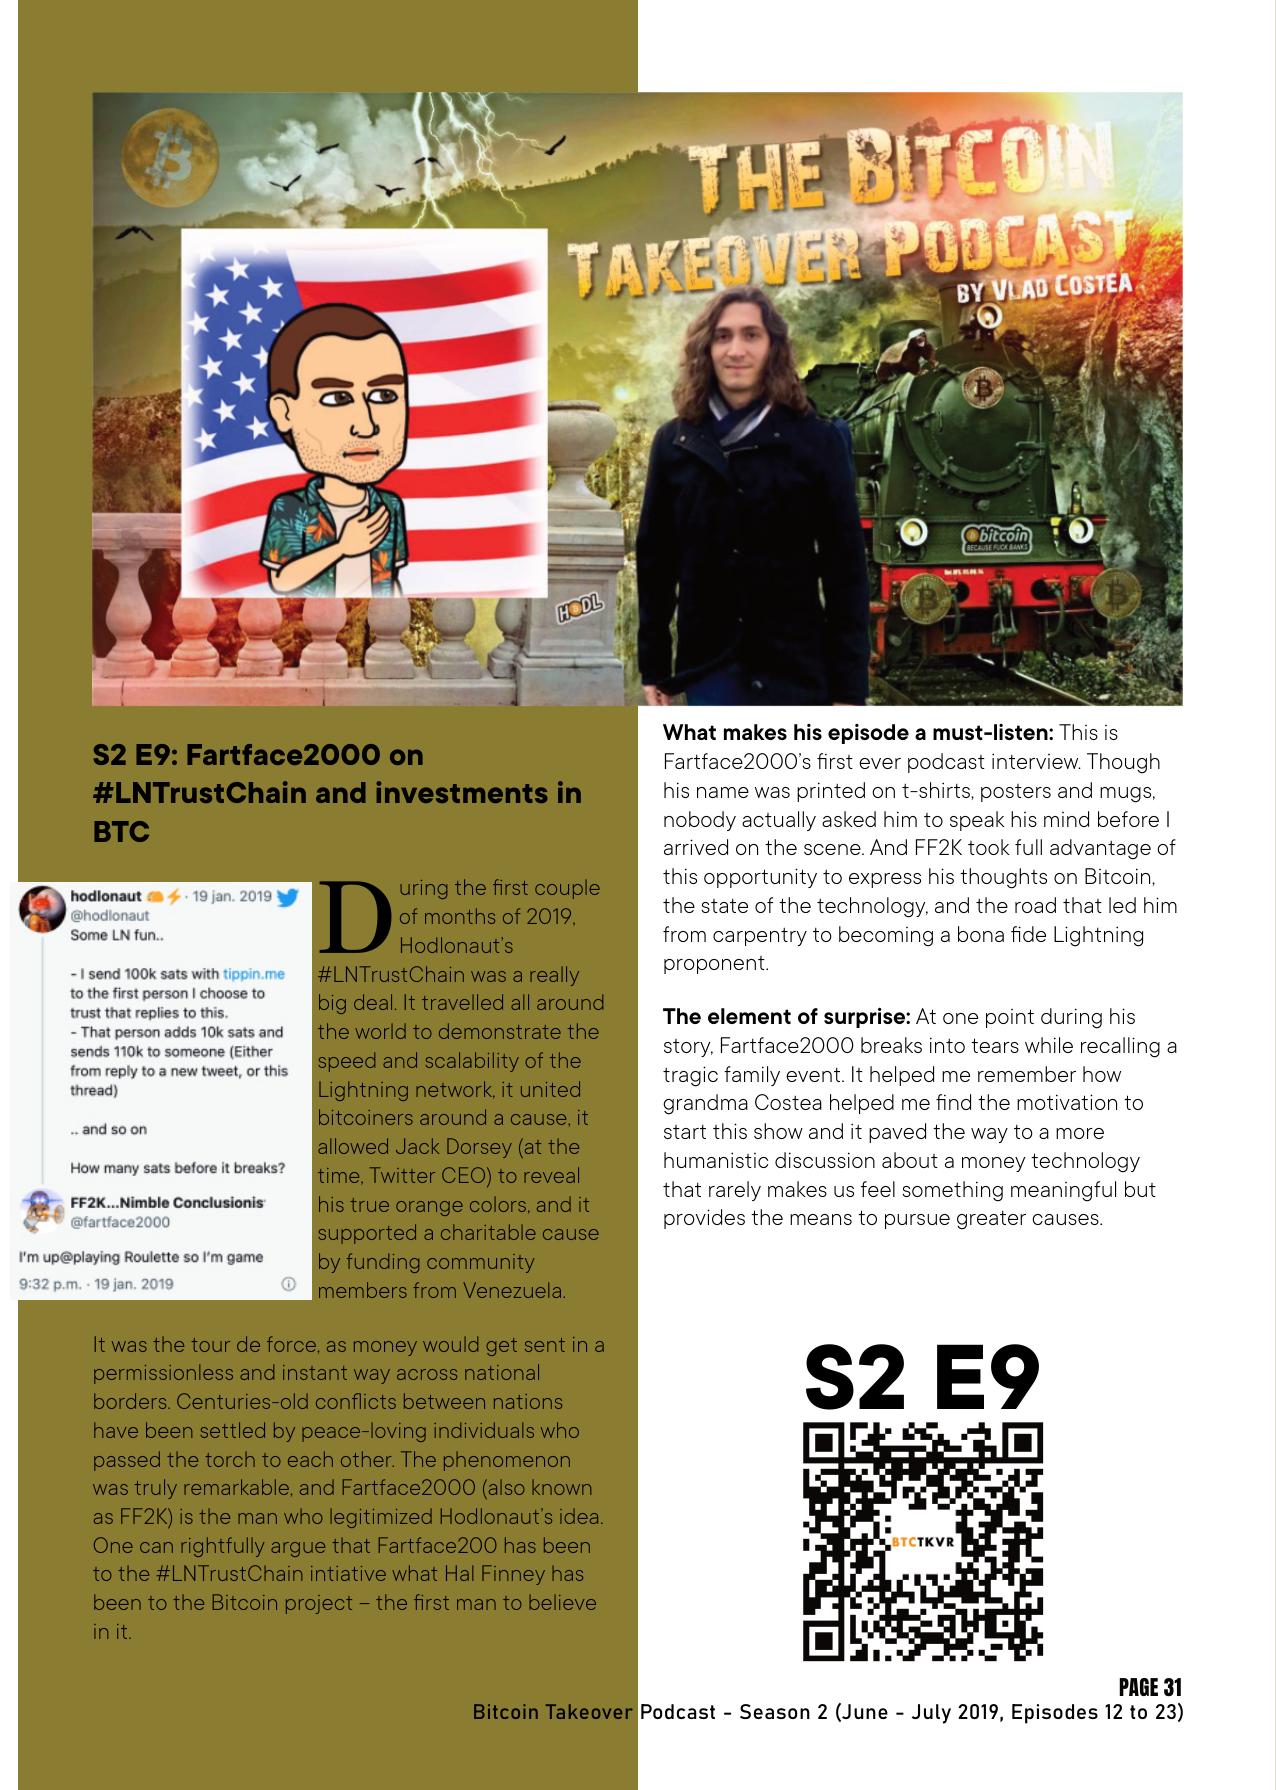 THE BITCOIN
TAKEOVER PODCAST
BY VLAD COSTEA
bitcoin
BECAUSE FUCK BANKS
HODL
S2 E9: Fartface2000 on
#LNTrustChain and investments in
BTC
hodlonaut · 19 jan. 2019
@hodlonaut
Some LN fun..
- I send 100k sats with tippin.me
to the first person I choose to
trust that replies to this.
- That person adds 10k sats and
sends 110k to someone (Either
from reply to a new tweet, or this
thread)
.. and so on
How many sats before it breaks?
FF2K...Nimble Conclusionis
@fartface2000
I'm up@playing Roulette so I'm game
9:32 p.m. · 19 jan. 2019
During the first couple
of months of 2019,
Hodlonaut's
#LNTrustChain was a really
big deal. It travelled all around
the world to demonstrate the
speed and scalability of the
Lightning network, it united
bitcoiners around a cause, it
allowed Jack Dorsey (at the
time, Twitter CEO) to reveal
his true orange colors, and it
supported a charitable cause
by funding community
members from Venezuela.
It was the tour de force, as money would get sent in a
permissionless and instant way across national
borders. Centuries-old conflicts between nations
have been settled by peace-loving individuals who
passed the torch to each other. The phenomenon
was truly remarkable, and Fartface2000 (also known
as FF2K) is the man who legitimized Hodlonaut's idea.
One can rightfully argue that Fartface200 has been
to the #LNTrustChain intiative what Hal Finney has
been to the Bitcoin project – the first man to believe
in it.
What makes his episode a must-listen: This is
Fartface2000's first ever podcast interview. Though
his name was printed on t-shirts, posters and mugs,
nobody actually asked him to speak his mind before I
arrived on the scene. And FF2K took full advantage of
this opportunity to express his thoughts on Bitcoin,
the state of the technology, and the road that led him
from carpentry to becoming a bona fide Lightning
proponent.
The element of surprise: At one point during his
story, Fartface2000 breaks into tears while recalling a
tragic family event. It helped me remember how
grandma Costea helped me find the motivation to
start this show and it paved the way to a more
humanistic discussion about a money technology
that rarely makes us feel something meaningful but
provides the means to pursue greater causes.
S2 E9
BTCTKVR
PAGE 31
Bitcoin Takeover Podcast - Season 2 (June - July 2019, Episodes 12 to 23)